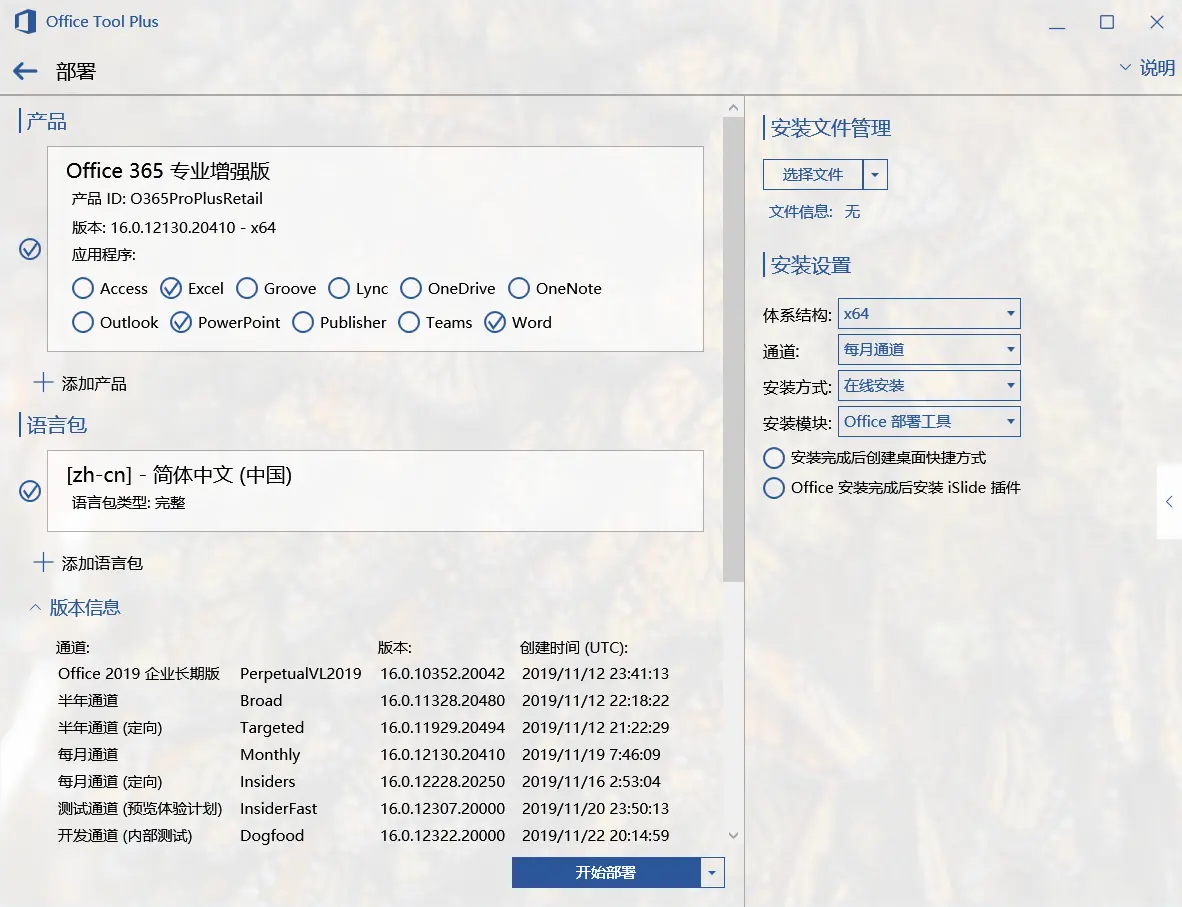 Office Tool Plus
部署
说明
产品
Office 365 专业增强版
产品 ID: O365ProPlusRetail
版本: 16.0.12130.20410 - x64
应用程序:
Access Excel Groove Lync OneDrive OneNote
Outlook PowerPoint Publisher Teams Word
添加产品
语言包
[zh-cn] - 简体中文 (中国)
语言包类型: 完整
添加语言包
版本信息
通道: 版本: 创建时间 (UTC):
Office 2019 企业长期版 PerpetualVL2019 16.0.10352.20042 2019/11/12 23:41:13
半年通道 Broad 16.0.11328.20480 2019/11/12 22:18:22
半年通道 (定向) Targeted 16.0.11929.20494 2019/11/12 21:22:29
每月通道 Monthly 16.0.12130.20410 2019/11/19 7:46:09
每月通道 (定向) Insiders 16.0.12228.20250 2019/11/16 2:53:04
测试通道 (预览体验计划) InsiderFast 16.0.12307.20000 2019/11/20 23:50:13
开发通道 (内部测试) Dogfood 16.0.12322.20000 2019/11/22 20:14:59
开始部署
安装文件管理
选择文件
文件信息: 无
安装设置
体系结构: x64
通道: 每月通道
安装方式: 在线安装
安装模块: Office 部署工具
安装完成后创建桌面快捷方式
Office 安装完成后安装 iSlide 插件